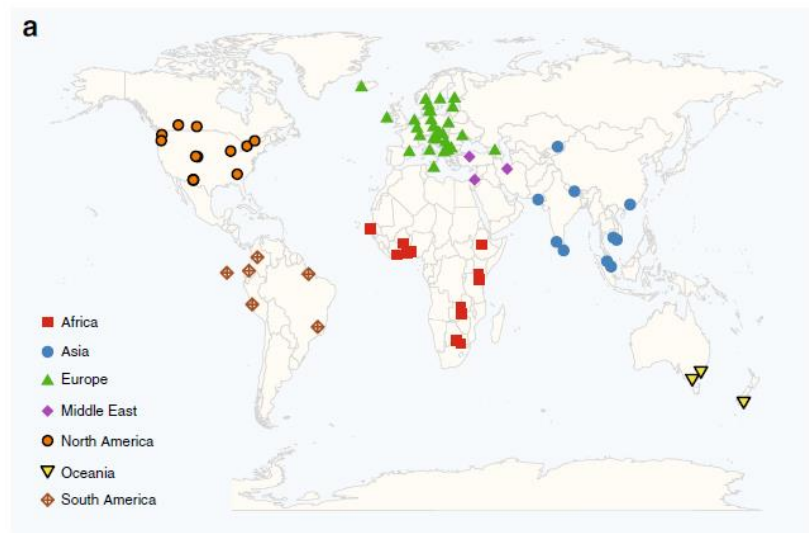 a
Africa
Asia
Europe
Middle East
North America
Oceania
South America